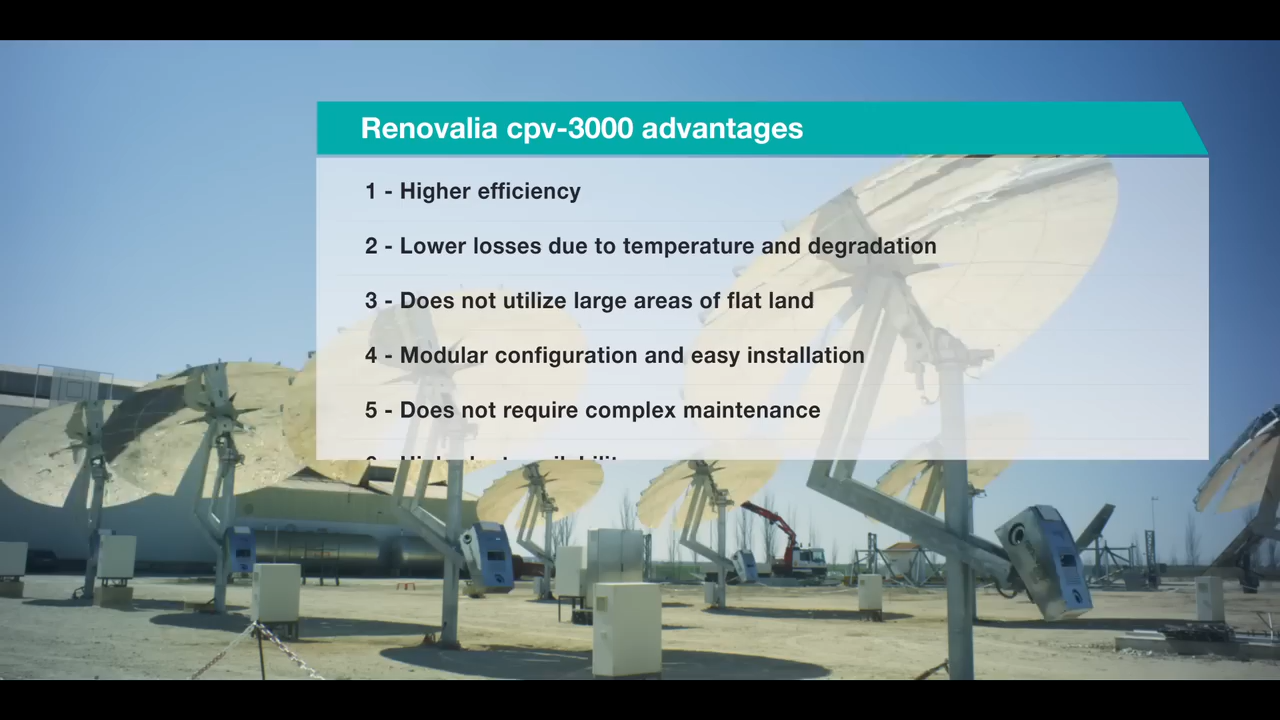 Renovalia cpv-3000 advantages
1 - Higher efficiency
2 - Lower losses due to temperature and degradation
3 - Does not utilize large areas of flat land
4 - Modular configuration and easy installation
5 - Does not require complex maintenance